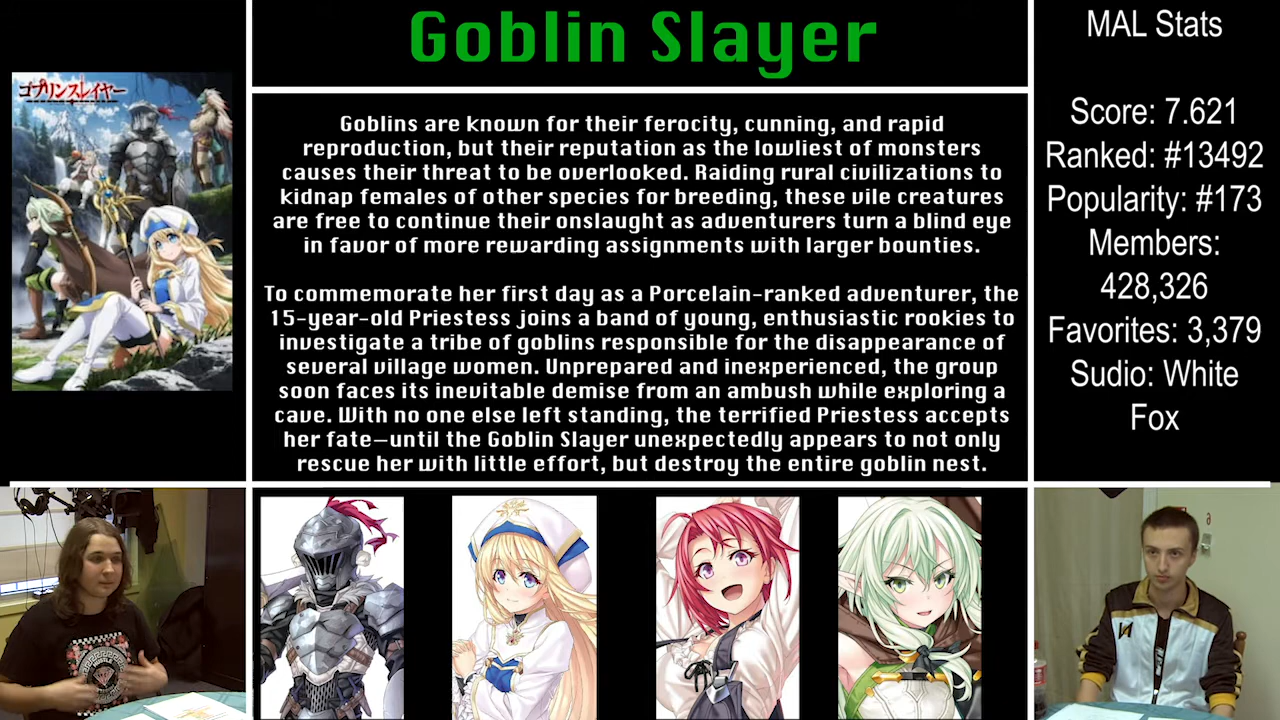 Goblin Slayer
MAL Stats
ゴブリンスレイヤー
Goblins are known for their ferocity, cunning, and rapid
reproduction, but their reputation as the lowliest of monsters
causes their threat to be overlooked. Raiding rural civilizations to
kidnap females of other species for breeding, these vile creatures
are free to continue their onslaught as adventurers turn a blind eye
in favor of more rewarding assignments with larger bounties.
To commemorate her first day as a Porcelain-ranked adventurer, the
15-year-old Priestess joins a band of young, enthusiastic rookies to
investigate a tribe of goblins responsible for the disappearance of
several village women. Unprepared and inexperienced, the group
soon faces its inevitable demise from an ambush while exploring a
cave. With no one else left standing, the terrified Priestess accepts
her fate—until the Goblin Slayer unexpectedly appears to not only
rescue her with little effort, but destroy the entire goblin nest.
Score: 7.621
Ranked: #13492
Popularity: #173
Members:
428,326
Favorites: 3,379
Sudio: White
Fox